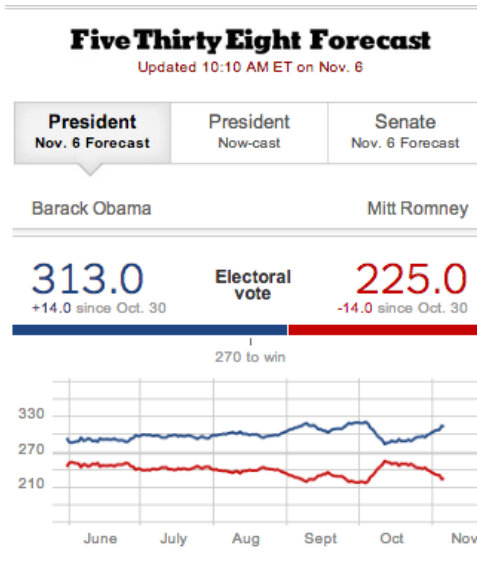 FiveThirtyEight Forecast
Updated 10:10 AM ET on Nov. 6
President
Nov. 6 Forecast
President
Now-cast
Senate
Nov. 6 Forecast
Barack Obama
Mitt Romney
313.0
+14.0 since Oct. 30
Electoral
vote
225.0
-14.0 since Oct. 30
270 to win
330
270
210
June July Aug Sept Oct Nov